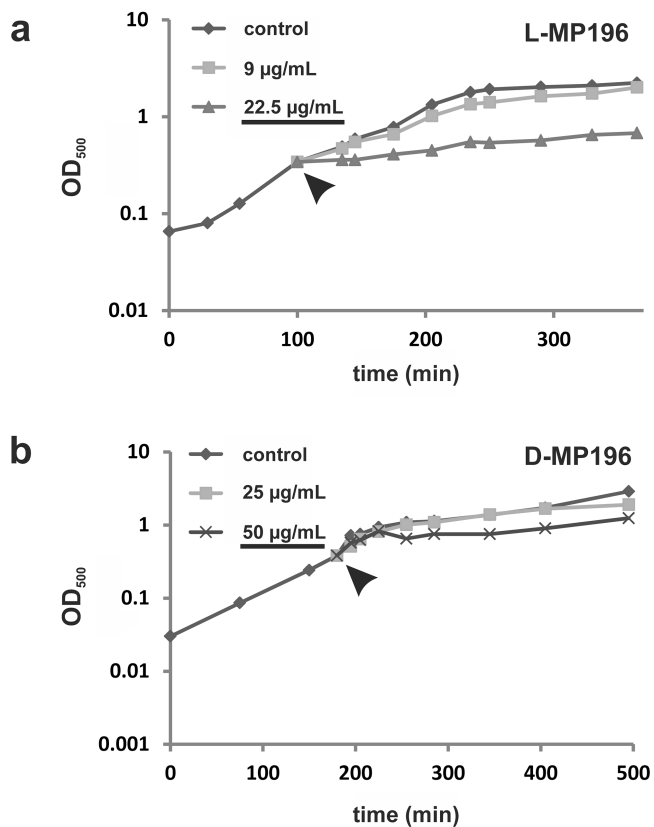 a
L-MP196
10
1
0.1
0.01
OD500
control
9 µg/mL
22.5 µg/mL
0 100 200 300
time (min)
b
D-MP196
10
1
0.1
0.01
0.001
OD500
control
25 µg/mL
50 µg/mL
0 100 200 300 400 500
time (min)